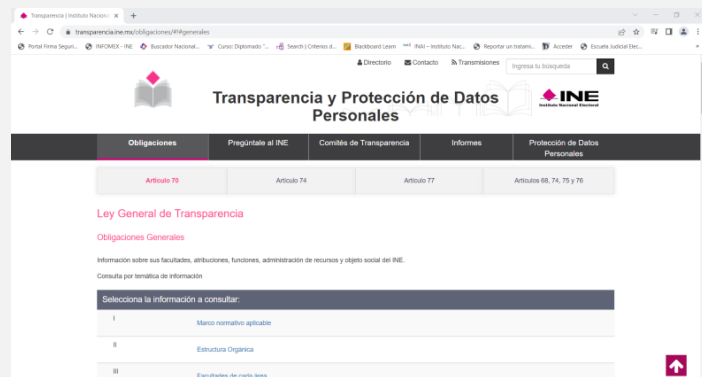 Transparencia | Instituto Nacional
transparencia.ine.mx/obligaciones/#!#generales
Portal Firma Seguri... INFOMEX - INE Buscador Nacional... Curso: Diplomado "... Search | Criterios d... Blackboard Learn INAI – Instituto Nac... Reportar un tratami... Acceder Escuela Judicial Elec...
Directorio Contacto Transmisiones Ingresa tu búsqueda
Transparencia y Protección de Datos
Personales
INE
Instituto Nacional Electoral
Obligaciones Pregúntale al INE Comités de Transparencia Informes Protección de Datos
Personales
Artículo 70 Artículo 74 Artículo 77 Artículos 68, 74, 75 y 76
Ley General de Transparencia
Obligaciones Generales
Información sobre sus facultades, atribuciones, funciones, administración de recursos y objeto social del INE.
Consulta por temática de información
Selecciona la información a consultar:
I Marco normativo aplicable
II Estructura Orgánica
III Facultades de cada área